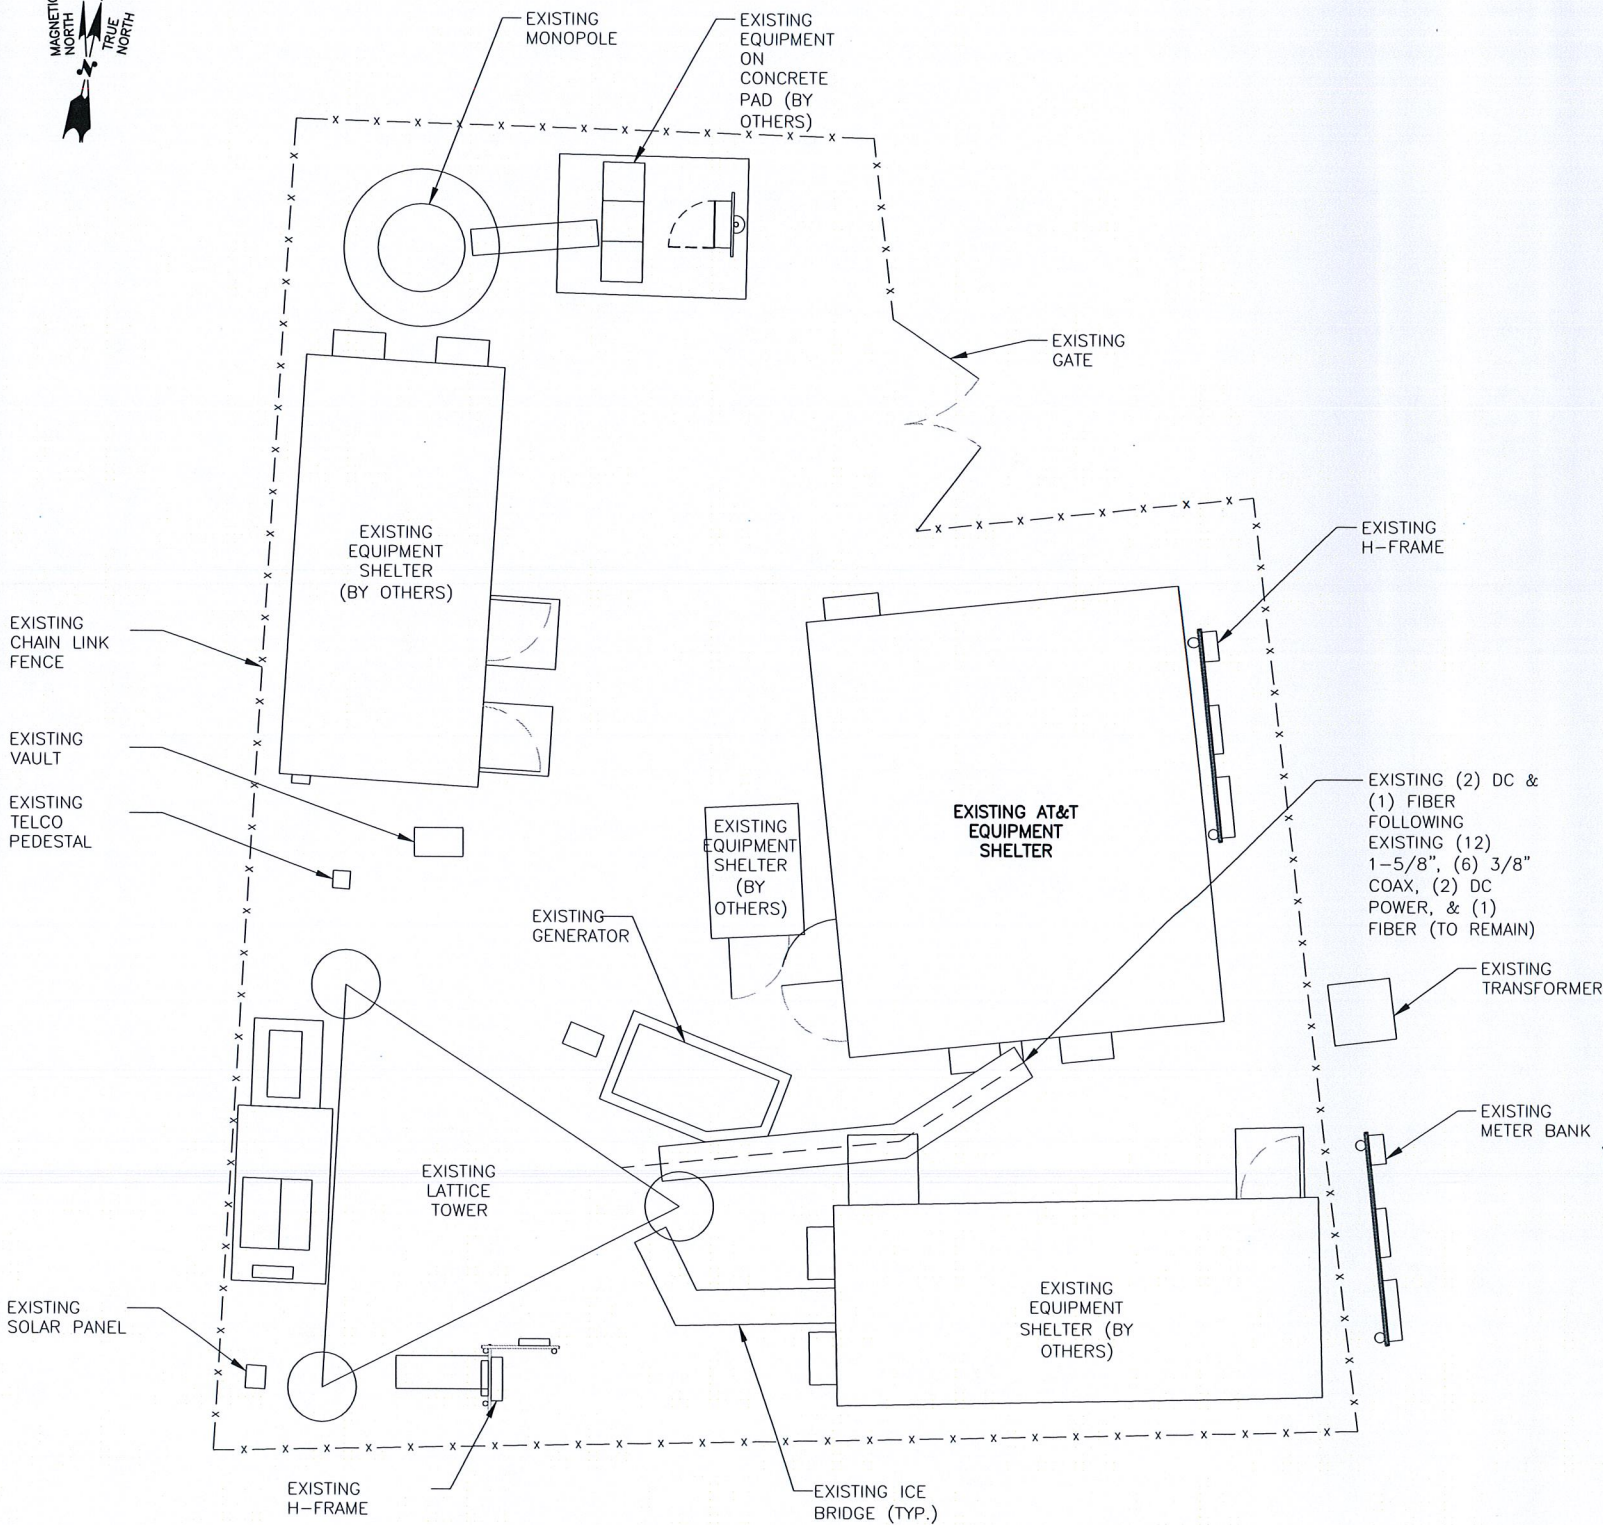 MAGNETIC
NORTH
TRUE
NORTH
N
EXISTING
MONOPOLE
EXISTING
EQUIPMENT
ON
CONCRETE
PAD (BY
OTHERS)
EXISTING
GATE
EXISTING
H-FRAME
EXISTING
EQUIPMENT
SHELTER
(BY OTHERS)
EXISTING
CHAIN LINK
FENCE
EXISTING
VAULT
EXISTING
TELCO
PEDESTAL
EXISTING
EQUIPMENT
SHELTER
(BY
OTHERS)
EXISTING AT&T
EQUIPMENT
SHELTER
EXISTING (2) DC &
(1) FIBER
FOLLOWING
EXISTING (12)
1-5/8", (6) 3/8"
COAX, (2) DC
POWER, & (1)
FIBER (TO REMAIN)
EXISTING
GENERATOR
EXISTING
TRANSFORMER
EXISTING
METER BANK
EXISTING
LATTICE
TOWER
EXISTING
SOLAR PANEL
EXISTING
EQUIPMENT
SHELTER (BY
OTHERS)
EXISTING
H-FRAME
EXISTING ICE
BRIDGE (TYP.)